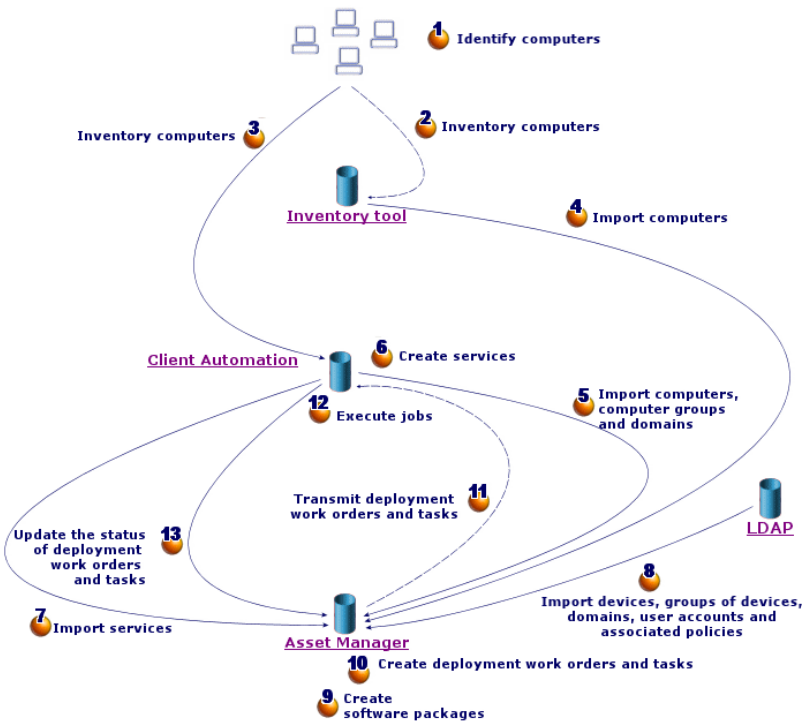 1 Identify computers
2 Inventory computers
3 Inventory computers
Inventory tool
4 Import computers
Client Automation
6 Create services
5 Import computers,
computer groups
and domains
12 Execute jobs
11 Transmit deployment
work orders and tasks
LDAP
13 Update the status
of deployment
work orders
and tasks
8
Import devices, groups of devices,
domains, user accounts and
associated policies
7 Import services
Asset Manager
10 Create deployment work orders and tasks
9 Create
software packages